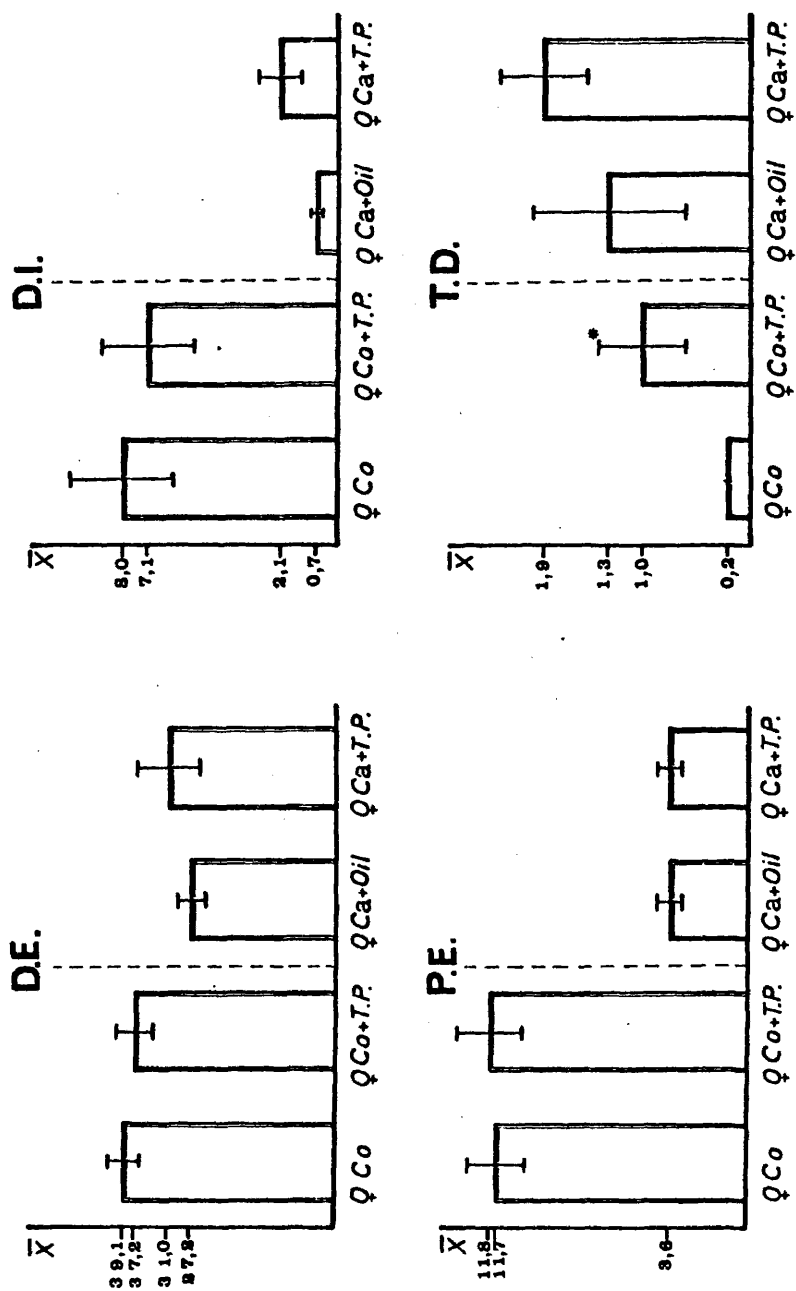 D.E.
X̄
39,1
37,2
31,0
27,2
♀ Co
♀ Co+T.P.
♀ Ca+Oil
♀ Ca+T.P.
D.I.
X̄
8,0
7,1
2,1
0,7
♀ Co
♀ Co+T.P.
♀ Ca+Oil
♀ Ca+T.P.
P.E.
X̄
11,8
11,7
3,6
♀ Co
♀ Co+T.P.
♀ Ca+Oil
♀ Ca+T.P.
T.D.
X̄
1,9
1,3
1,0
0,2
*
♀ Co
♀ Co+T.P.
♀ Ca+Oil
♀ Ca+T.P.